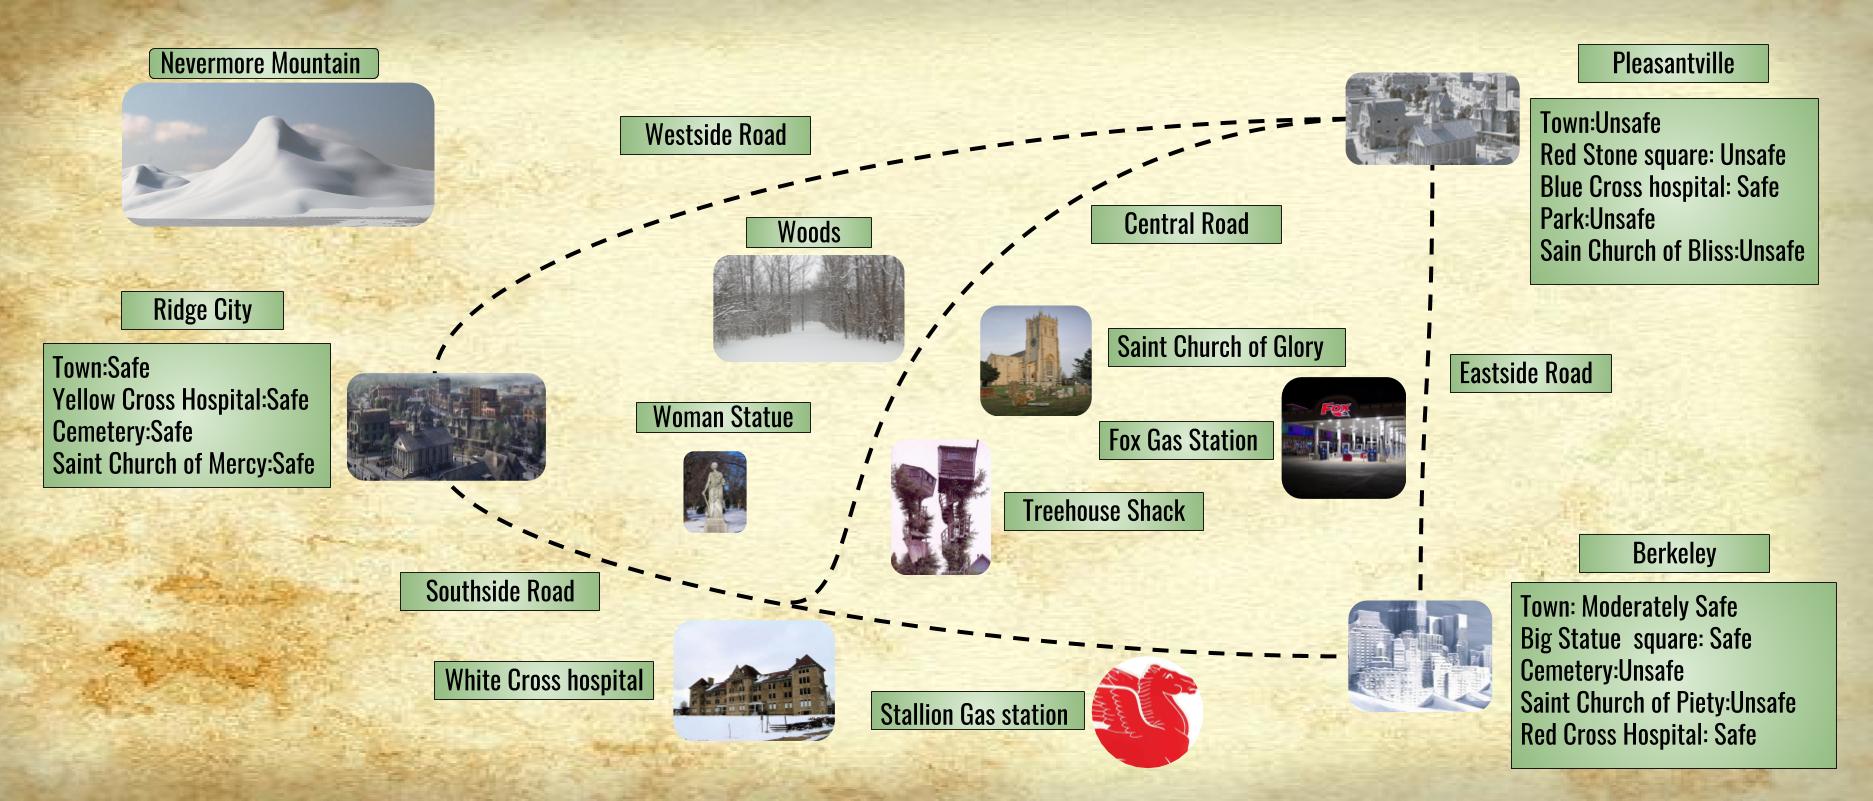 Nevermore Mountain
Pleasantville
Town:Unsafe
Red Stone square: Unsafe
Blue Cross hospital: Safe
Park:Unsafe
Sain Church of Bliss:Unsafe
Westside Road
Central Road
Woods
Ridge City
Town:Safe
Yellow Cross Hospital:Safe
Cemetery:Safe
Saint Church of Mercy:Safe
Saint Church of Glory
Eastside Road
Woman Statue
Fox Gas Station
FOX
Treehouse Shack
Southside Road
Berkeley
Town: Moderately Safe
Big Statue  square: Safe
Cemetery:Unsafe
Saint Church of Piety:Unsafe
Red Cross Hospital: Safe
White Cross hospital
Stallion Gas station